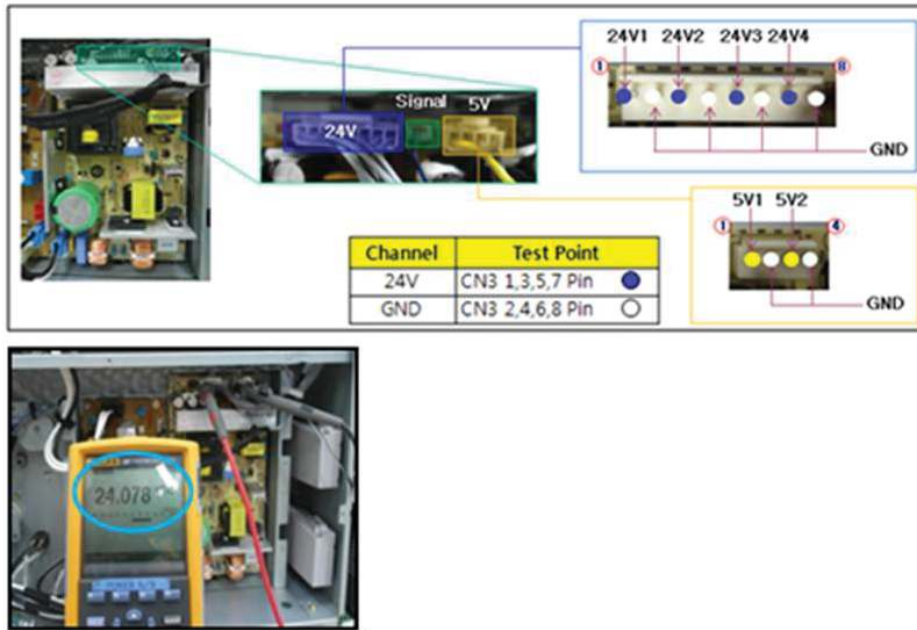 24V1 24V2 24V3 24V4
① ⑧
Signal 5V
24V
GND
5V1 5V2
① ④
GND
Channel Test Point
24V CN3 1,3,5,7 Pin
GND CN3 2,4,6,8 Pin
24.078